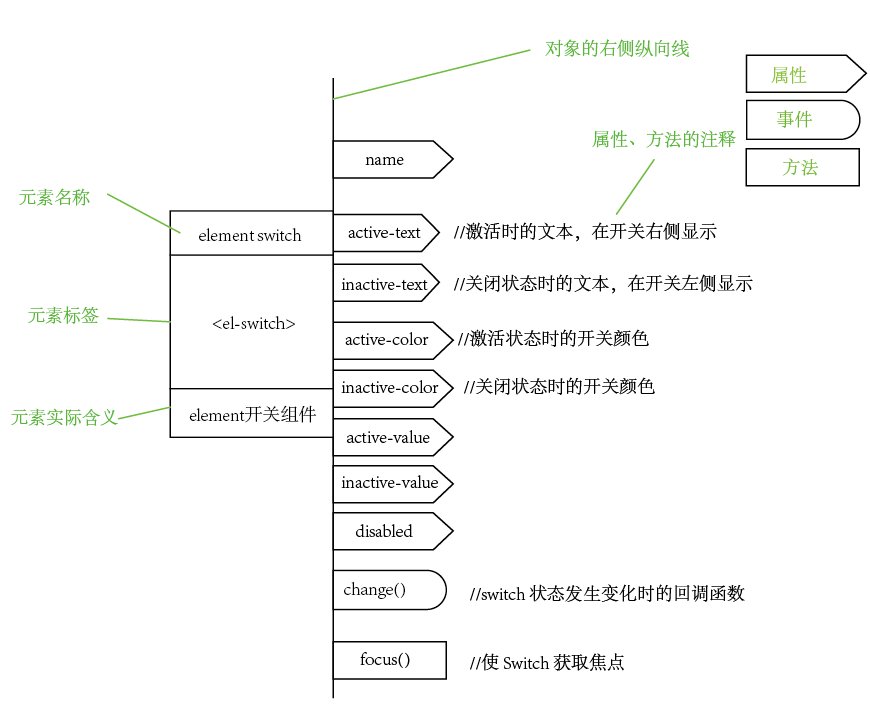 对象的右侧纵向线
属性
事件
方法
属性、方法的注释
name
元素名称
element switch
active-text
//激活时的文本，在开关右侧显示
inactive-text
//关闭状态时的文本，在开关左侧显示
元素标签
<el-switch>
active-color
//激活状态时的开关颜色
inactive-color
//关闭状态时的开关颜色
元素实际含义
element开关组件
active-value
inactive-value
disabled
change()
//switch 状态发生变化时的回调函数
focus()
//使 Switch 获取焦点